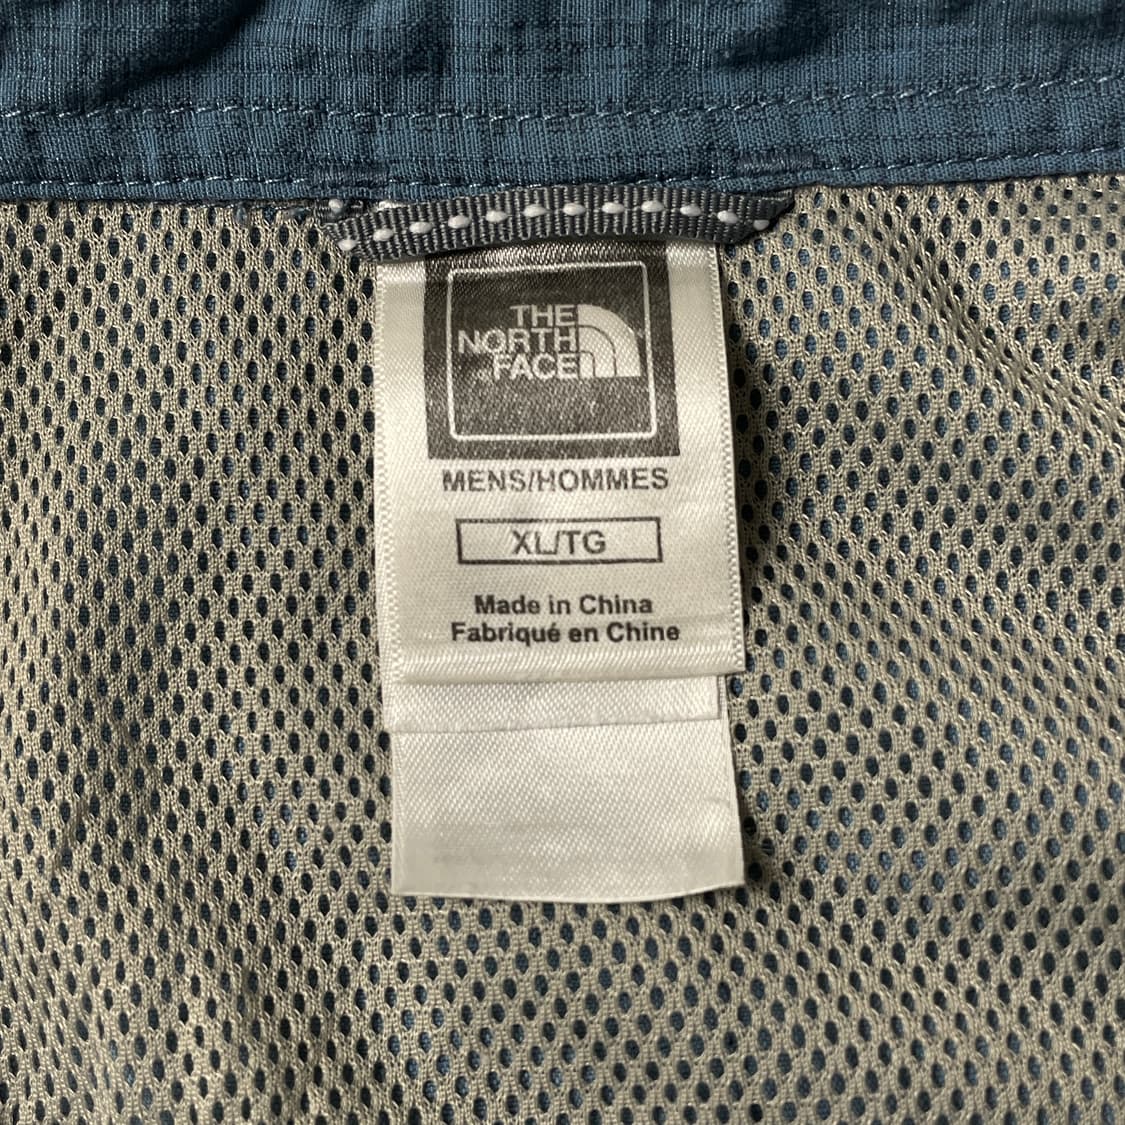 THE
NORTH
FACE
MENS/HOMMES
XL/TG
Made in China
Fabriqué en Chine